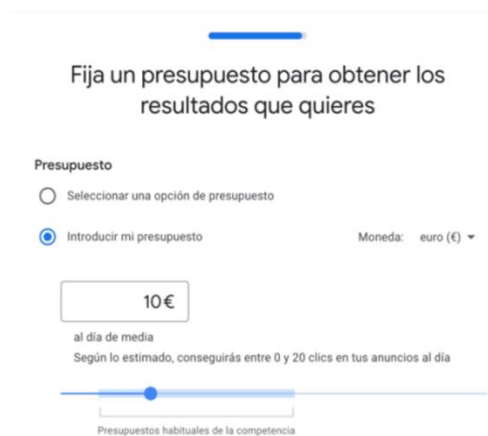 Fija un presupuesto para obtener los
resultados que quieres
Presupuesto
Seleccionar una opción de presupuesto
Introducir mi presupuesto Moneda: euro (€)
10€
al día de media
Según lo estimado, conseguirás entre 0 y 20 clics en tus anuncios al día
Presupuestos habituales de la competencia